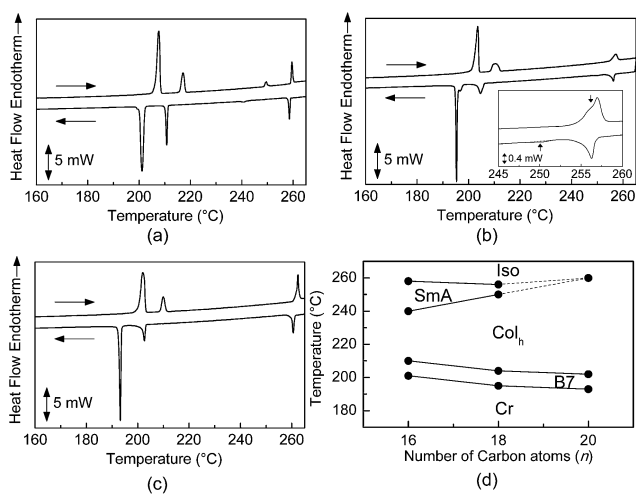 Heat Flow Endotherm
5 mW
160 180 200 220 240 260
Temperature (°C)
(a)
Heat Flow Endotherm
5 mW
0.4 mW
245 250 255 260
160 180 200 220 240 260
Temperature (°C)
(b)
Heat Flow Endotherm
5 mW
160 180 200 220 240 260
Temperature (°C)
(c)
Temperature (°C)
260
240
220
200
180
Iso
SmA
Colh
B7
Cr
16 18 20
Number of Carbon atoms (n)
(d)